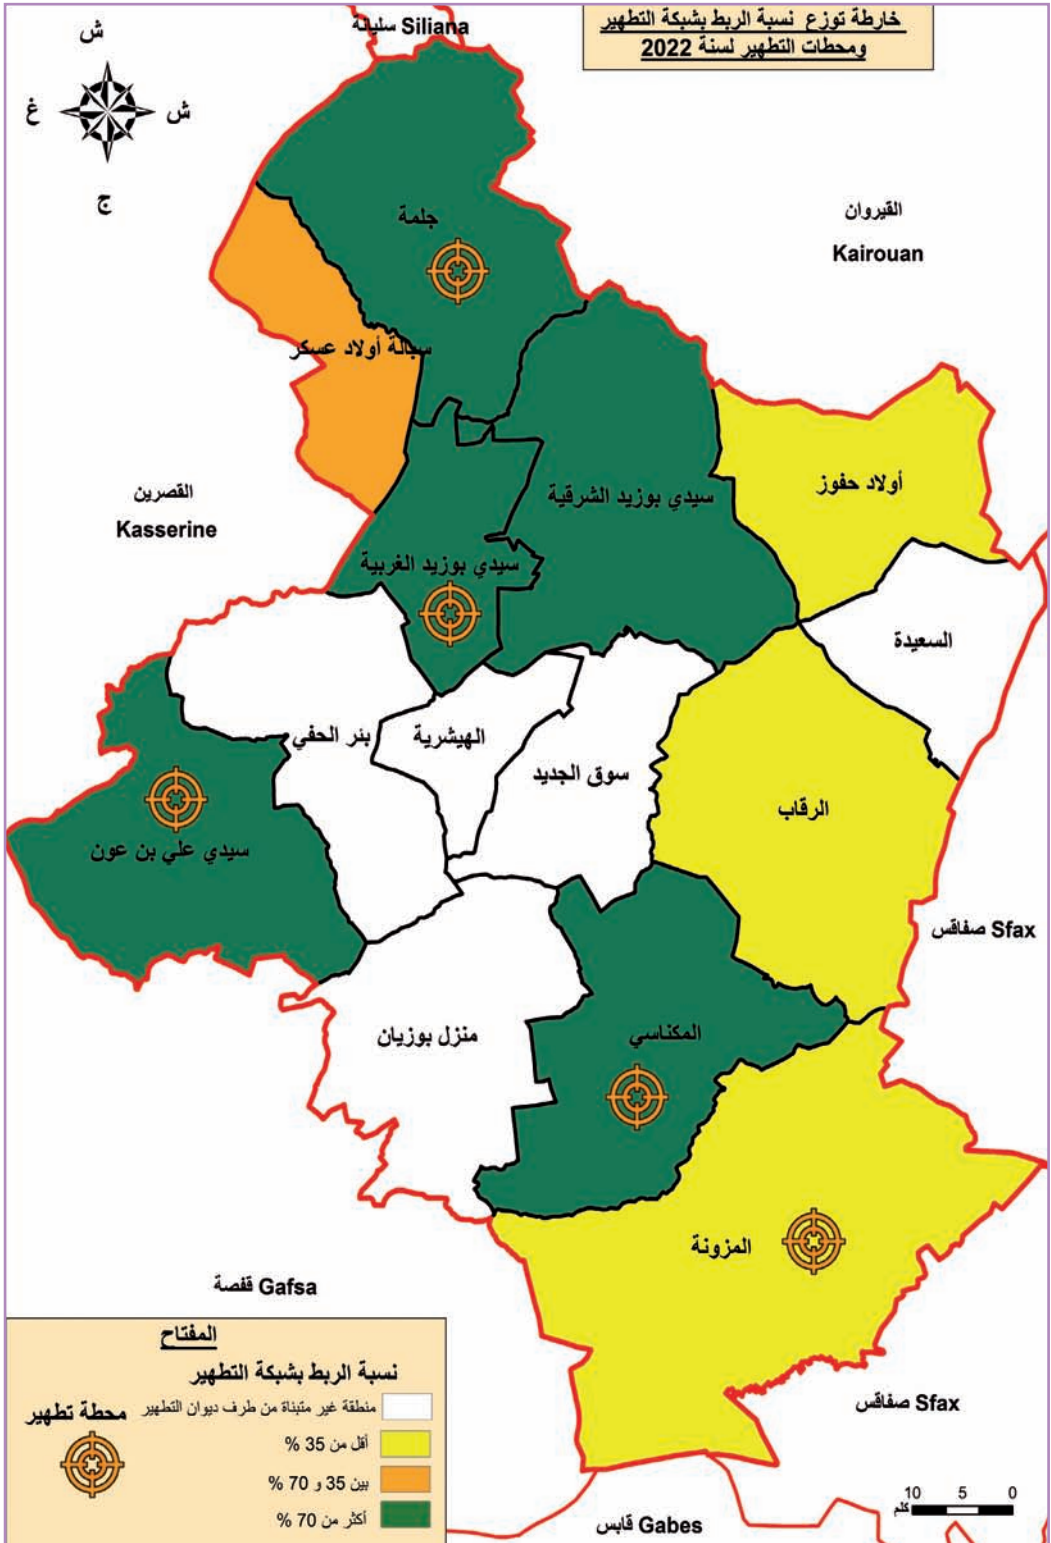 خارطة توزع نسبة الربط بشبكة التطهير
ومحطات التطهير لسنة 2022
سليانة Siliana
ش
غ
ش
ج
القيروان
Kairouan
جلمة
سبالة أولاد عسكر
القصرين
Kasserine
سيدي بوزيد الشرقية
أولاد حفوز
سيدي بوزيد الغربية
السعيدة
بئر الحفي
الهيشرية
سوق الجديد
الرقاب
سيدي علي بن عون
صفاقس Sfax
منزل بوزيان
المكناسي
المزونة
قفصة Gafsa
صفاقس Sfax
قابس Gabes
المفتاح
نسبة الربط بشبكة التطهير
منطقة غير متبناة من طرف ديوان التطهير
أقل من 35 %
بين 35 و 70 %
أكثر من 70 %
محطة تطهير
10 5 0
كلم